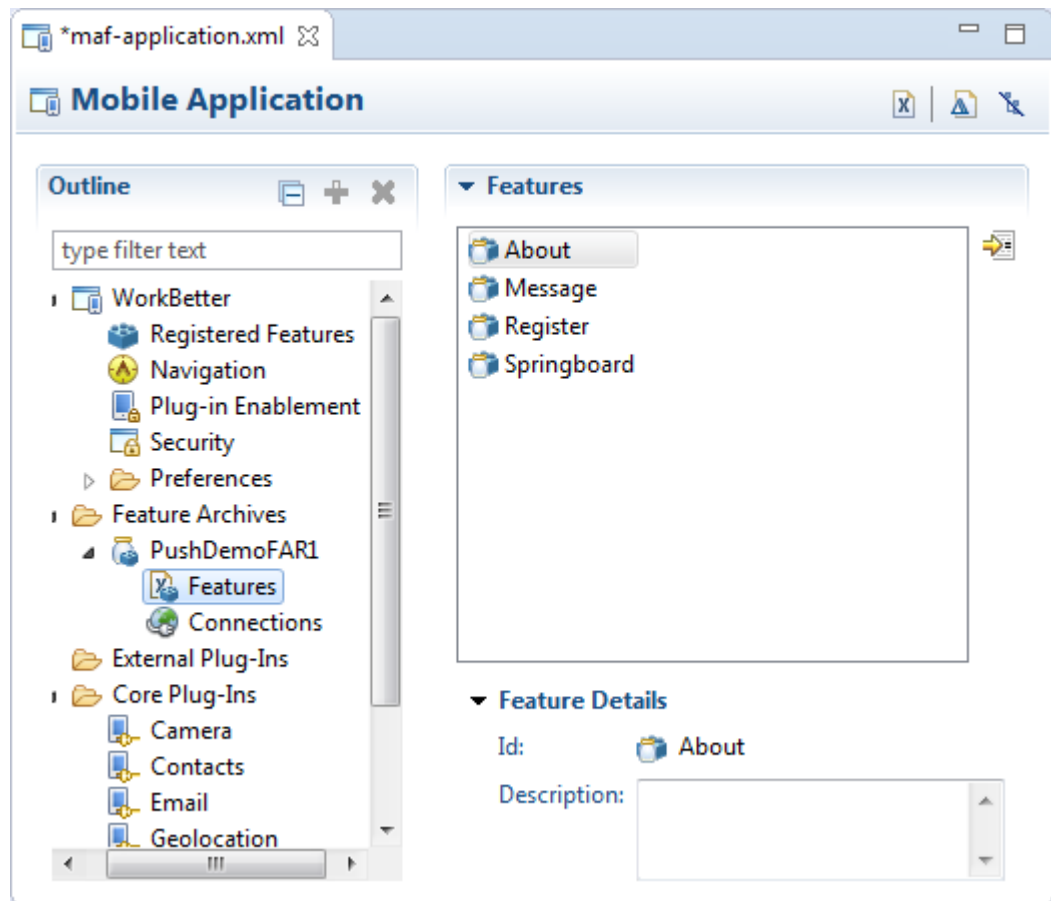 *maf-application.xml
Mobile Application
Outline
type filter text
WorkBetter
Registered Features
Navigation
Plug-in Enablement
Security
Preferences
Feature Archives
PushDemoFAR1
Features
Connections
External Plug-Ins
Core Plug-Ins
Camera
Contacts
Email
Geolocation
Features
About
Message
Register
Springboard
Feature Details
Id: About
Description: